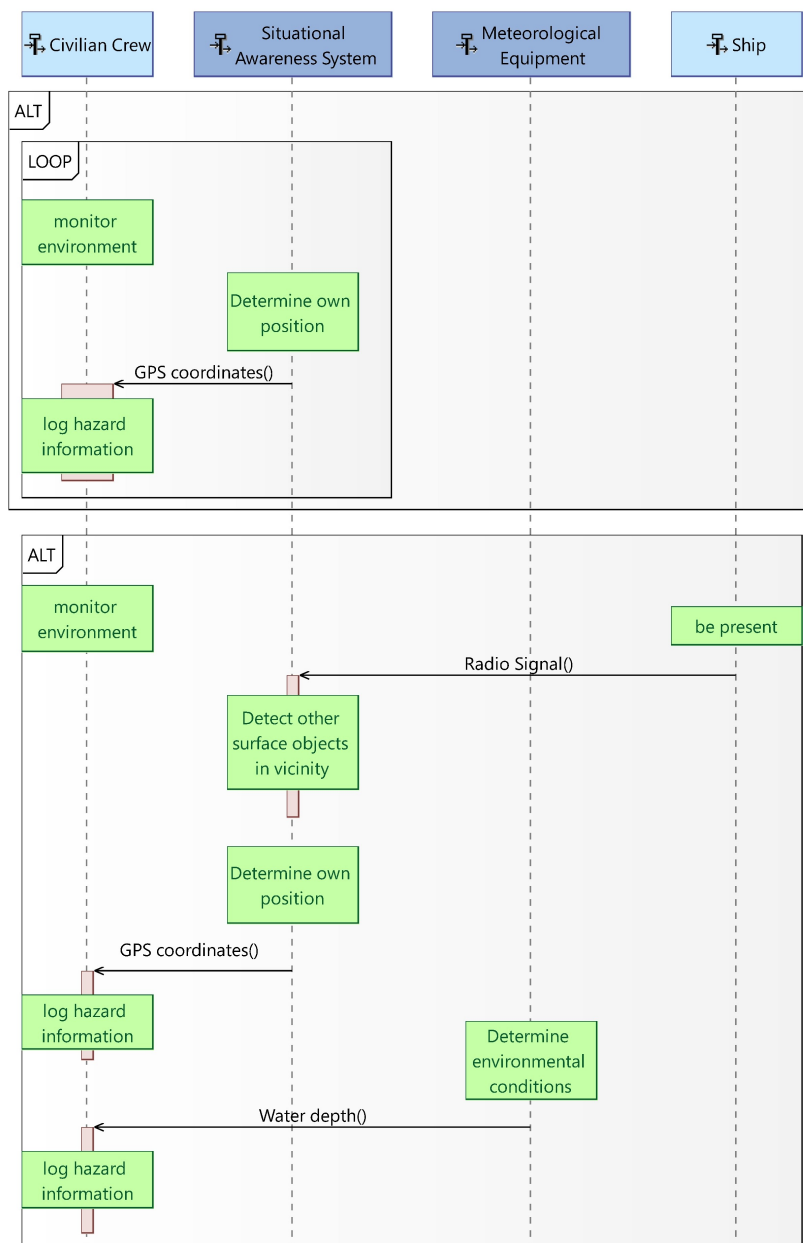 Civilian Crew
Situational
Awareness System
Meteorological
Equipment
Ship
ALT
LOOP
monitor
environment
Determine own
position
GPS coordinates()
log hazard
information
ALT
monitor
environment
be present
Radio Signal()
Detect other
surface objects
in vicinity
Determine own
position
GPS coordinates()
log hazard
information
Determine
environmental
conditions
Water depth()
log hazard
information